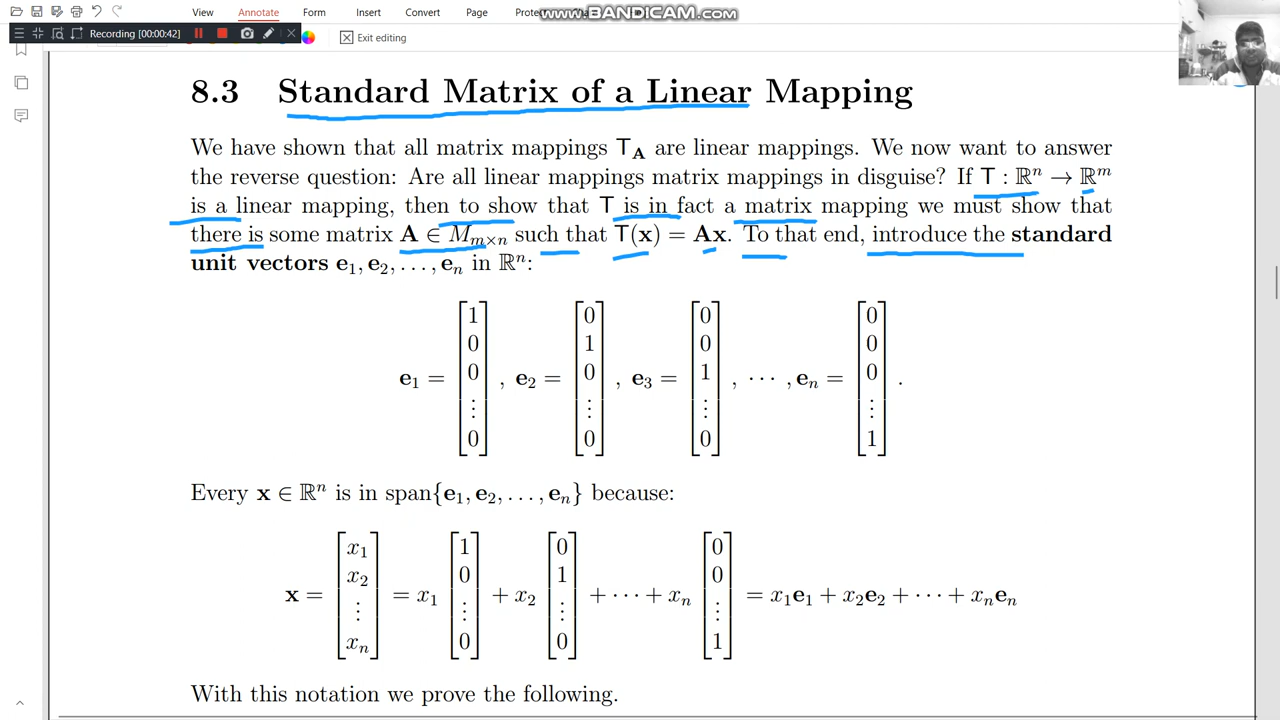 View Annotate Form Insert Convert Page
www.BANDICAM.com
Recording [00:00:42] Exit editing
8.3 Standard Matrix of a Linear Mapping
We have shown that all matrix mappings T_A are linear mappings. We now want to answer
the reverse question: Are all linear mappings matrix mappings in disguise? If T : ℝⁿ → ℝᵐ
is a linear mapping, then to show that T is in fact a matrix mapping we must show that
there is some matrix A ∈ M_{m×n} such that T(x) = Ax. To that end, introduce the standard
unit vectors e₁, e₂, . . . , eₙ in ℝⁿ:
e₁ = [1 0 0 ⋮ 0], e₂ = [0 1 0 ⋮ 0], e₃ = [0 0 1 ⋮ 0], ⋯ , eₙ = [0 0 0 ⋮ 1].
Every x ∈ ℝⁿ is in span{e₁, e₂, . . . , eₙ} because:
x = [x₁ x₂ ⋮ xₙ] = x₁ [1 0 ⋮ 0] + x₂ [0 1 ⋮ 0] + ⋯ + xₙ [0 0 ⋮ 1] = x₁e₁ + x₂e₂ + ⋯ + xₙeₙ
With this notation we prove the following.